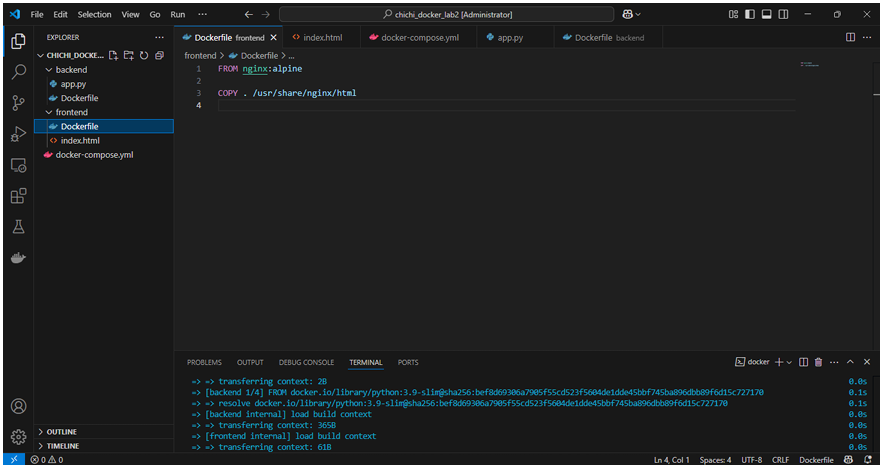 File Edit Selection View Go Run ... chichi_docker_lab2 [Administrator]
EXPLORER ...
CHICHI_DOCKE...
backend
app.py
Dockerfile
frontend
Dockerfile
index.html
docker-compose.yml
OUTLINE
TIMELINE
Dockerfile frontend index.html docker-compose.yml app.py Dockerfile backend
frontend > Dockerfile > ...
1 FROM nginx:alpine
2
3 COPY . /usr/share/nginx/html
4
PROBLEMS OUTPUT DEBUG CONSOLE TERMINAL PORTS docker
=> => transferring context: 2B 0.0s
=> [backend 1/4] FROM docker.io/library/python:3.9-slim@sha256:bef8d69306a7905f55cd523f5604de1dde45bbf745ba896dbb89f6d15c727170 0.1s
=> => resolve docker.io/library/python:3.9-slim@sha256:bef8d69306a7905f55cd523f5604de1dde45bbf745ba896dbb89f6d15c727170 0.1s
=> [backend internal] load build context 0.0s
=> => transferring context: 365B 0.0s
=> [frontend internal] load build context 0.0s
=> => transferring context: 61B 0.0s
0 0 Ln 4, Col 1 Spaces: 4 UTF-8 CRLF Dockerfile